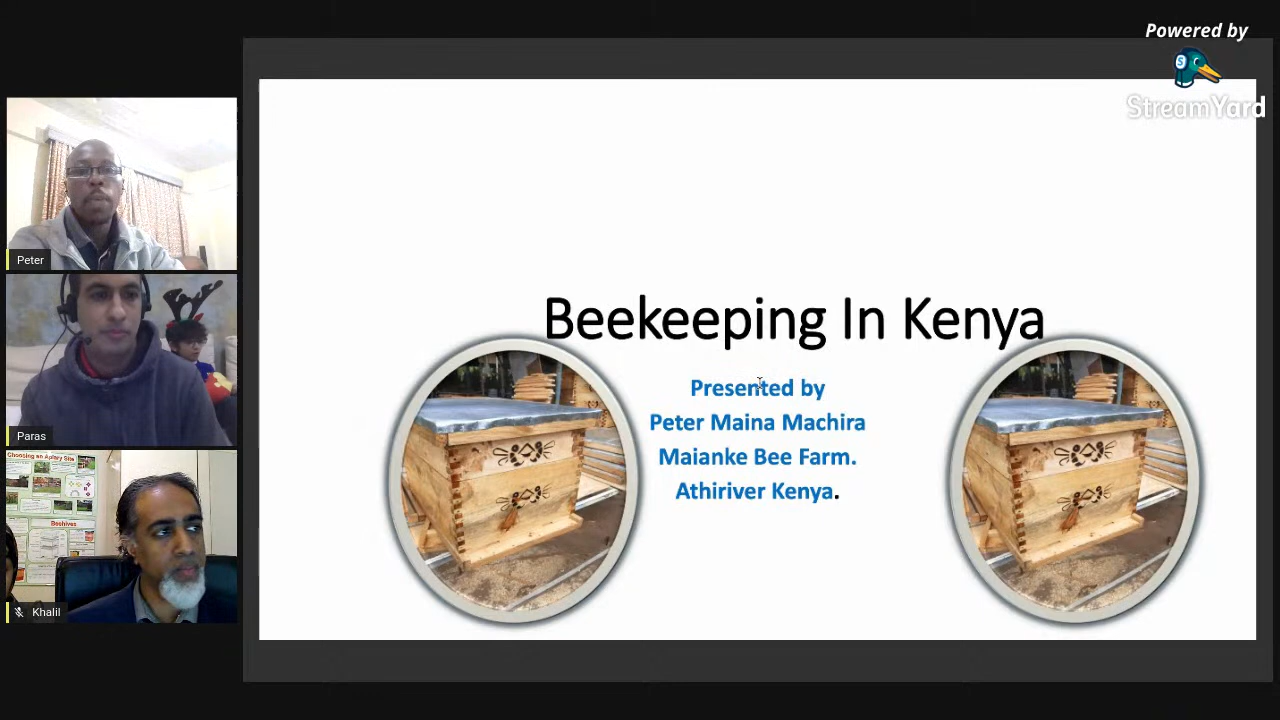 Powered by
StreamYard
Peter
Paras
Choosing an Apiary Site
Beehives
Khalil
Beekeeping In Kenya
Presented by
Peter Maina Machira
Maianke Bee Farm.
Athiriver Kenya.